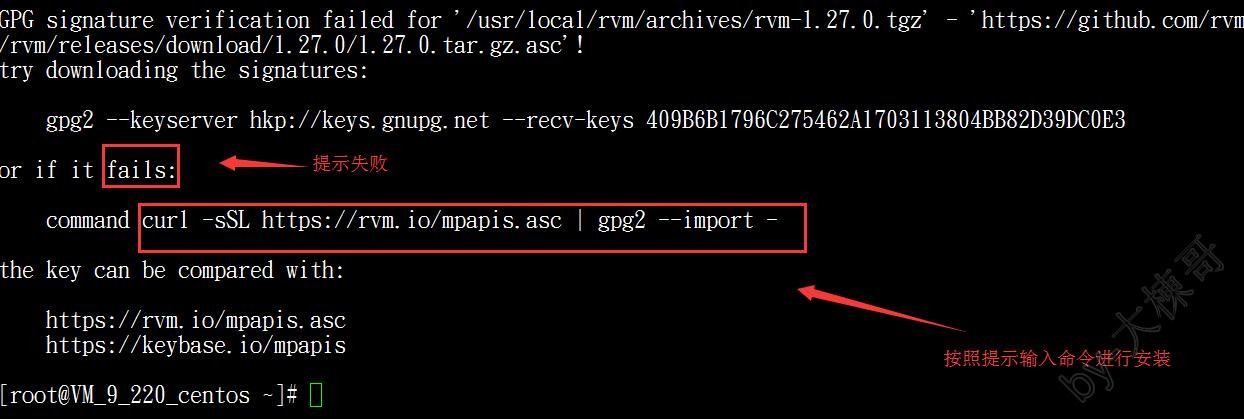 GPG signature verification failed for '/usr/local/rvm/archives/rvm-1.27.0.tgz' - 'https://github.com/rvm
/rvm/releases/download/1.27.0/1.27.0.tar.gz.asc'!
try downloading the signatures:
gpg2 --keyserver hkp://keys.gnupg.net --recv-keys 409B6B1796C275462A1703113804BB82D39DC0E3
or if it fails:
提示失败
command curl -sSL https://rvm.io/mpapis.asc | gpg2 --import -
the key can be compared with:
https://rvm.io/mpapis.asc
https://keybase.io/mpapis
按照提示输入命令进行安装
[root@VM_9_220_centos ~]#
by:大栋哥